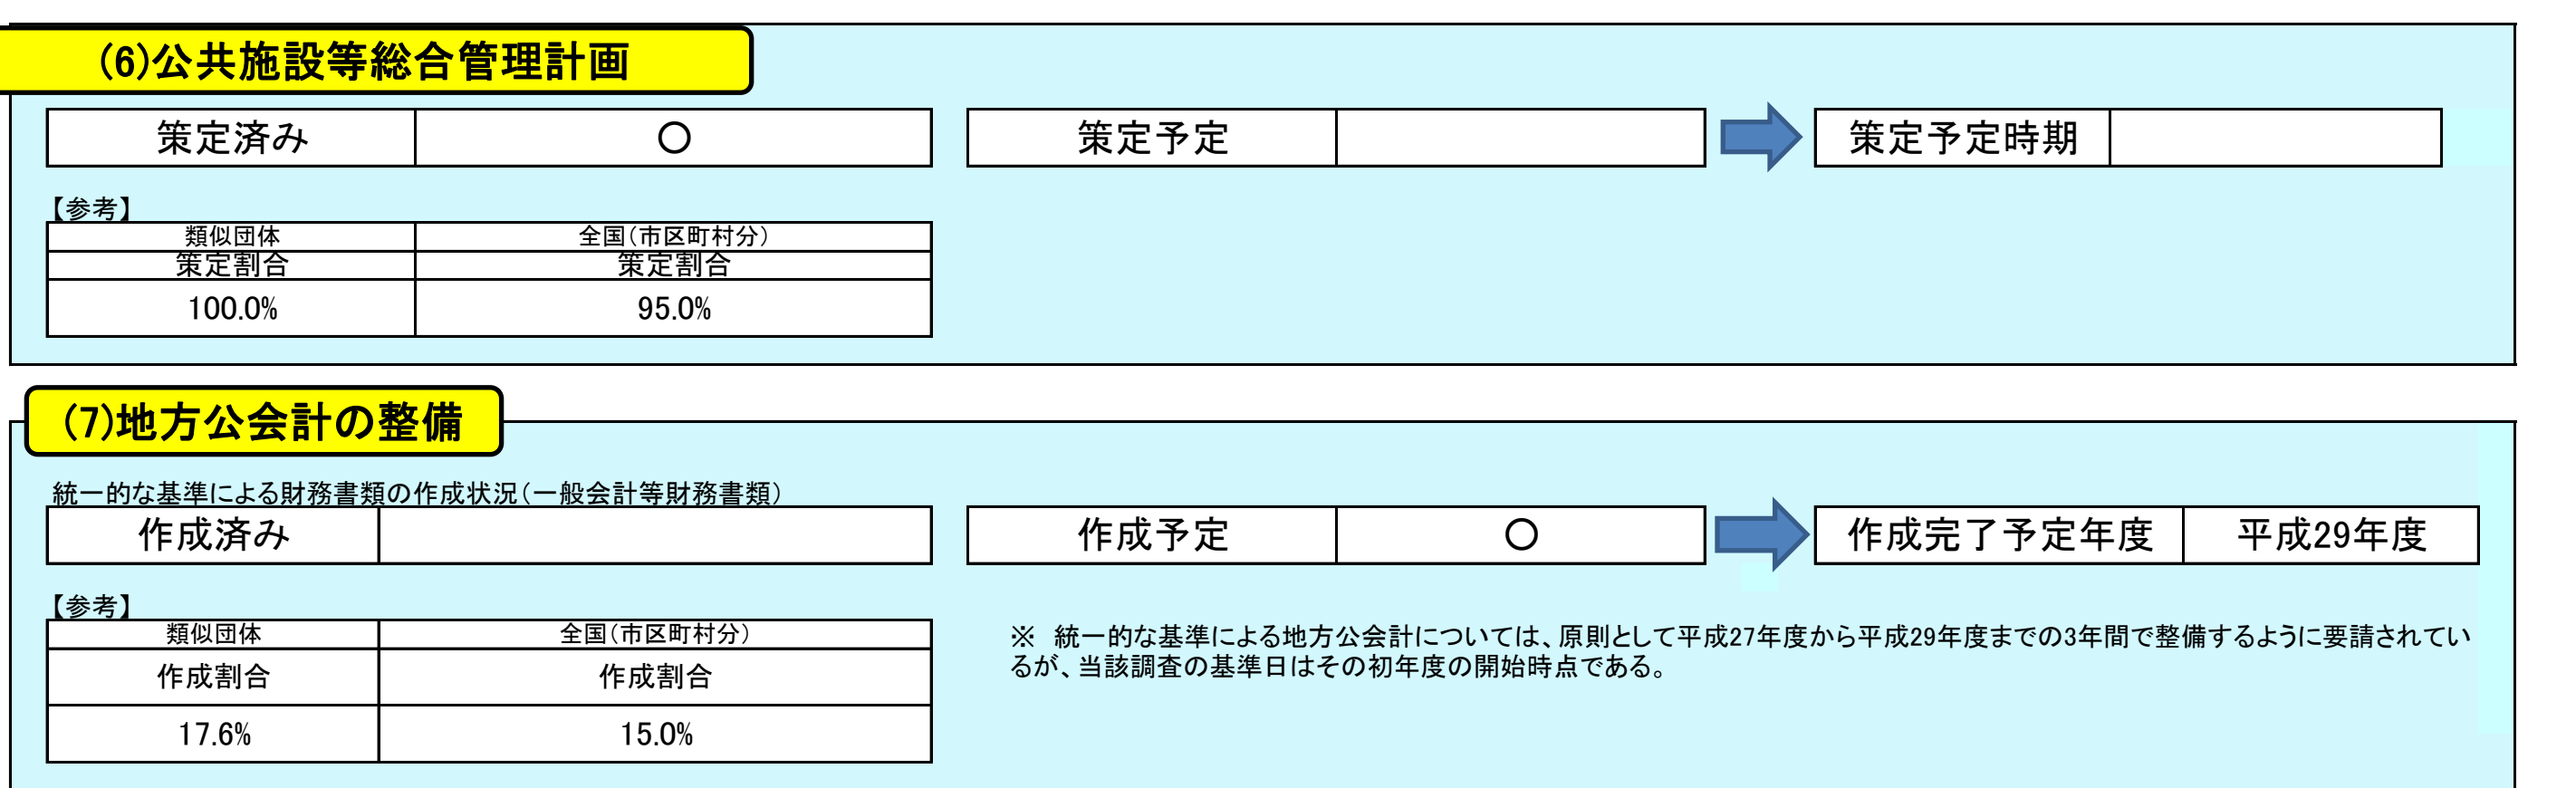 (6)公共施設等総合管理計画
策定済み ○ 策定予定 策定予定時期
【参考】
類似団体 全国(市区町村分)
策定割合 策定割合
100.0% 95.0%
(7)地方公会計の整備
統一的な基準による財務書類の作成状況(一般会計等財務書類)
作成済み 作成予定 ○ 作成完了予定年度 平成29年度
【参考】
類似団体 全国(市区町村分)
作成割合 作成割合
17.6% 15.0%
※ 統一的な基準による地方公会計については、原則として平成27年度から平成29年度までの3年間で整備するように要請されてい
るが、当該調査の基準日はその初年度の開始時点である。